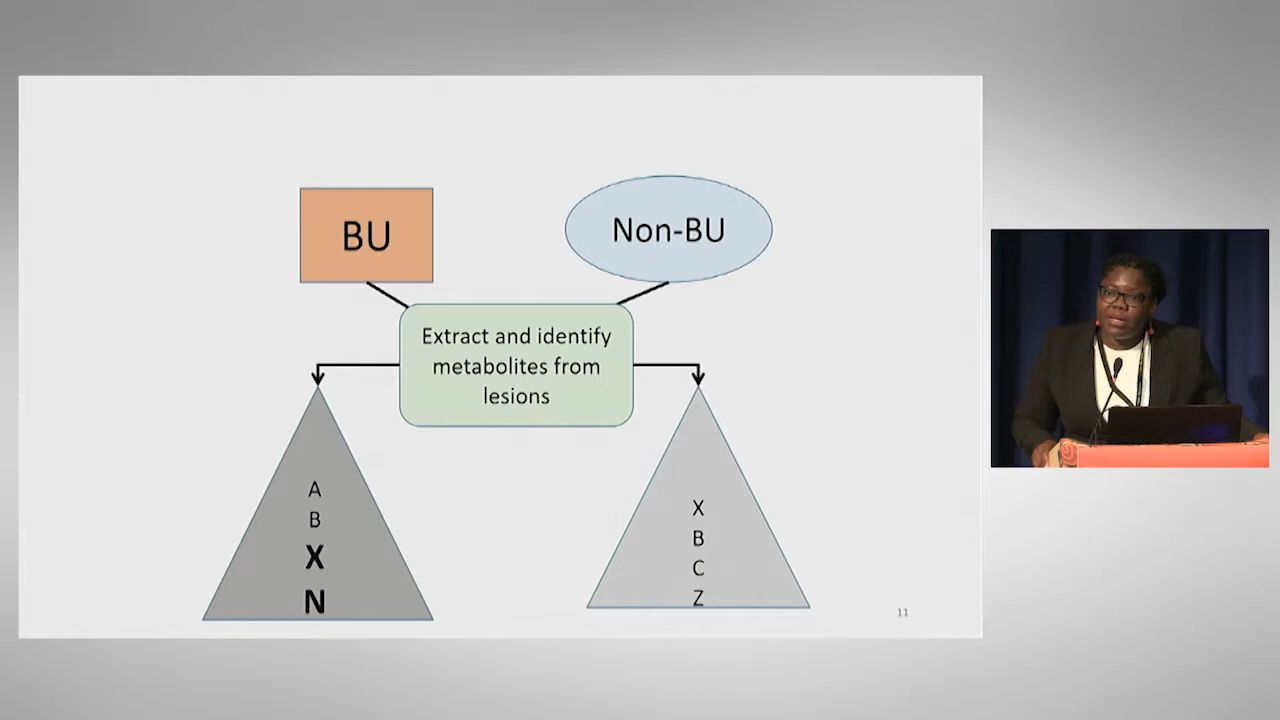 BU
Non-BU
Extract and identify
metabolites from
lesions
A
B
X
N
X
B
C
Z
11